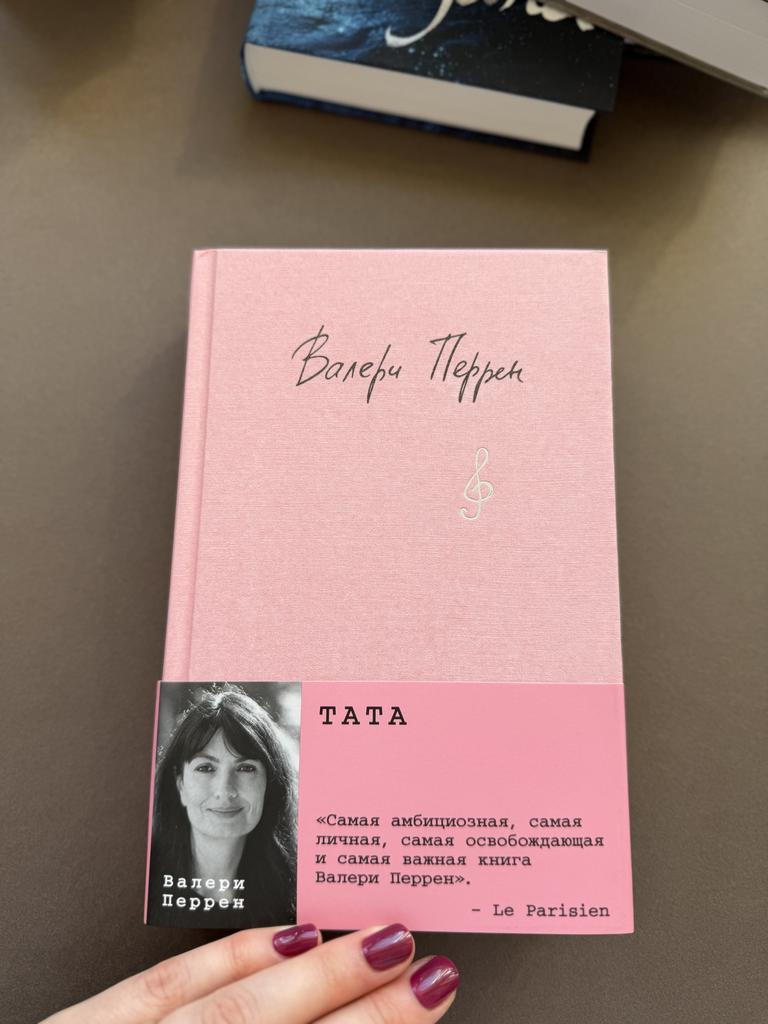 Валери Перрен
ТАТА
«Самая амбициозная, самая
личная, самая освобождающая
и самая важная книга
Валери Перрен».
– Le Parisien
Валери
Перрен